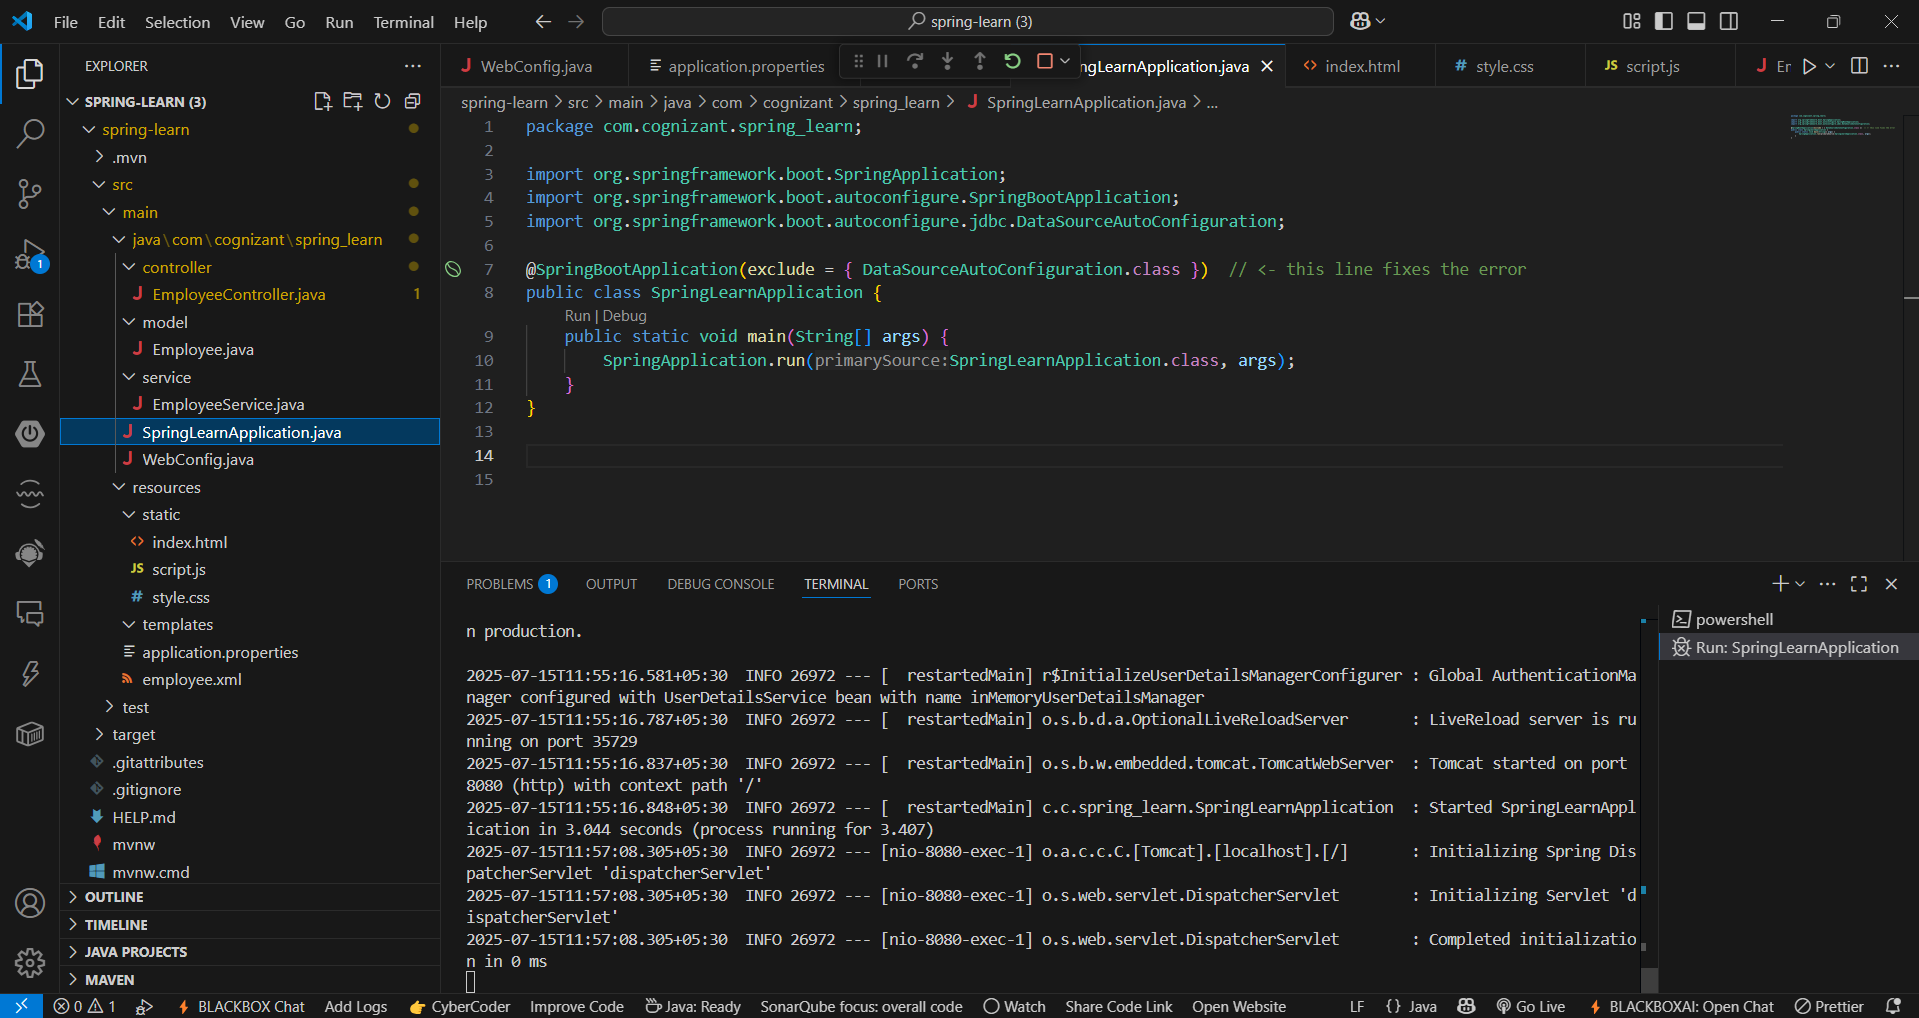 File Edit Selection View Go Run Terminal Help
spring-learn (3)
EXPLORER
SPRING-LEARN (3)
spring-learn
.mvn
src
main
java\com\cognizant\spring_learn
controller
EmployeeController.java 1
model
Employee.java
service
EmployeeService.java
SpringLearnApplication.java
WebConfig.java
resources
static
index.html
JS script.js
# style.css
templates
application.properties
employee.xml
test
target
.gitattributes
.gitignore
HELP.md
mvnw
mvnw.cmd
OUTLINE
TIMELINE
JAVA PROJECTS
MAVEN
1
WebConfig.java application.properties ngLearnApplication.java index.html # style.css JS script.js Er
spring-learn > src > main > java > com > cognizant > spring_learn > SpringLearnApplication.java > ...
1 package com.cognizant.spring_learn;
2
3 import org.springframework.boot.SpringApplication;
4 import org.springframework.boot.autoconfigure.SpringBootApplication;
5 import org.springframework.boot.autoconfigure.jdbc.DataSourceAutoConfiguration;
6
7 @SpringBootApplication(exclude = { DataSourceAutoConfiguration.class }) // <- this line fixes the error
8 public class SpringLearnApplication {
Run | Debug
9 public static void main(String[] args) {
10 SpringApplication.run(primarySource:SpringLearnApplication.class, args);
11 }
12 }
13
14
15
PROBLEMS 1 OUTPUT DEBUG CONSOLE TERMINAL PORTS
n production.
2025-07-15T11:55:16.581+05:30 INFO 26972 --- [ restartedMain] r$InitializeUserDetailsManagerConfigurer : Global AuthenticationMa
nager configured with UserDetailsService bean with name inMemoryUserDetailsManager
2025-07-15T11:55:16.787+05:30 INFO 26972 --- [ restartedMain] o.s.b.d.a.OptionalLiveReloadServer : LiveReload server is ru
nning on port 35729
2025-07-15T11:55:16.837+05:30 INFO 26972 --- [ restartedMain] o.s.b.w.embedded.tomcat.TomcatWebServer : Tomcat started on port
8080 (http) with context path '/'
2025-07-15T11:55:16.848+05:30 INFO 26972 --- [ restartedMain] c.c.spring_learn.SpringLearnApplication : Started SpringLearnAppl
ication in 3.044 seconds (process running for 3.407)
2025-07-15T11:57:08.305+05:30 INFO 26972 --- [nio-8080-exec-1] o.a.c.c.C.[Tomcat].[localhost].[/] : Initializing Spring Dis
patcherServlet 'dispatcherServlet'
2025-07-15T11:57:08.305+05:30 INFO 26972 --- [nio-8080-exec-1] o.s.web.servlet.DispatcherServlet : Initializing Servlet 'd
ispatcherServlet'
2025-07-15T11:57:08.305+05:30 INFO 26972 --- [nio-8080-exec-1] o.s.web.servlet.DispatcherServlet : Completed initializatio
n in 0 ms
powershell
Run: SpringLearnApplication
0 1 BLACKBOX Chat Add Logs CyberCoder Improve Code Java: Ready SonarQube focus: overall code Watch Share Code Link Open Website LF {} Java Go Live BLACKBOXAI: Open Chat Prettier